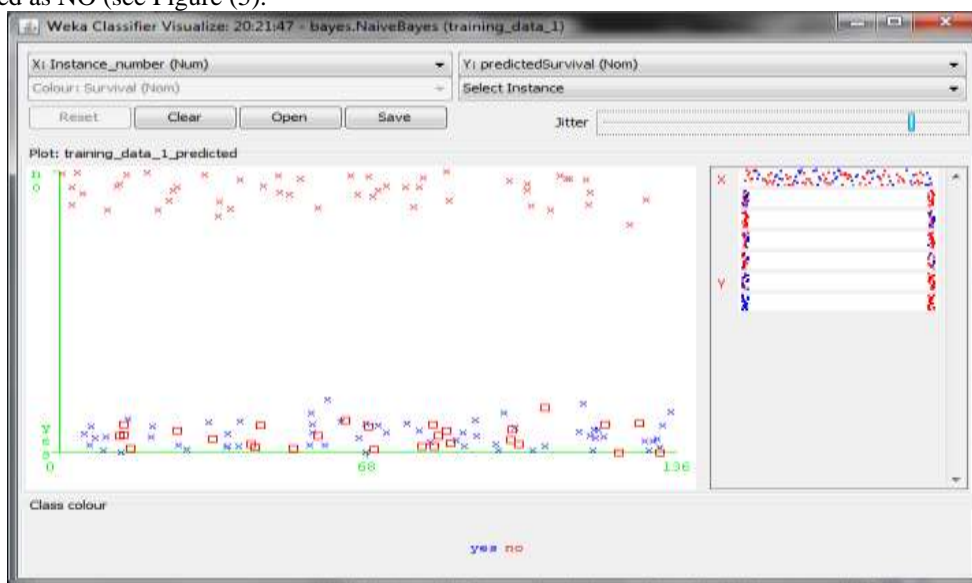 ed as NO (see Figure (5).
Weka Classifier Visualize: 20:21:47 - bayes.NaiveBayes (training_data_1)
X: Instance_number (Num)
Y: predictedSurvival (Nom)
Colour: Survival (Nom)
Select Instance
Reset
Clear
Open
Save
Jitter
Plot: training_data_1_predicted
no
X
Y
yes
0
68
136
Class colour
yes no